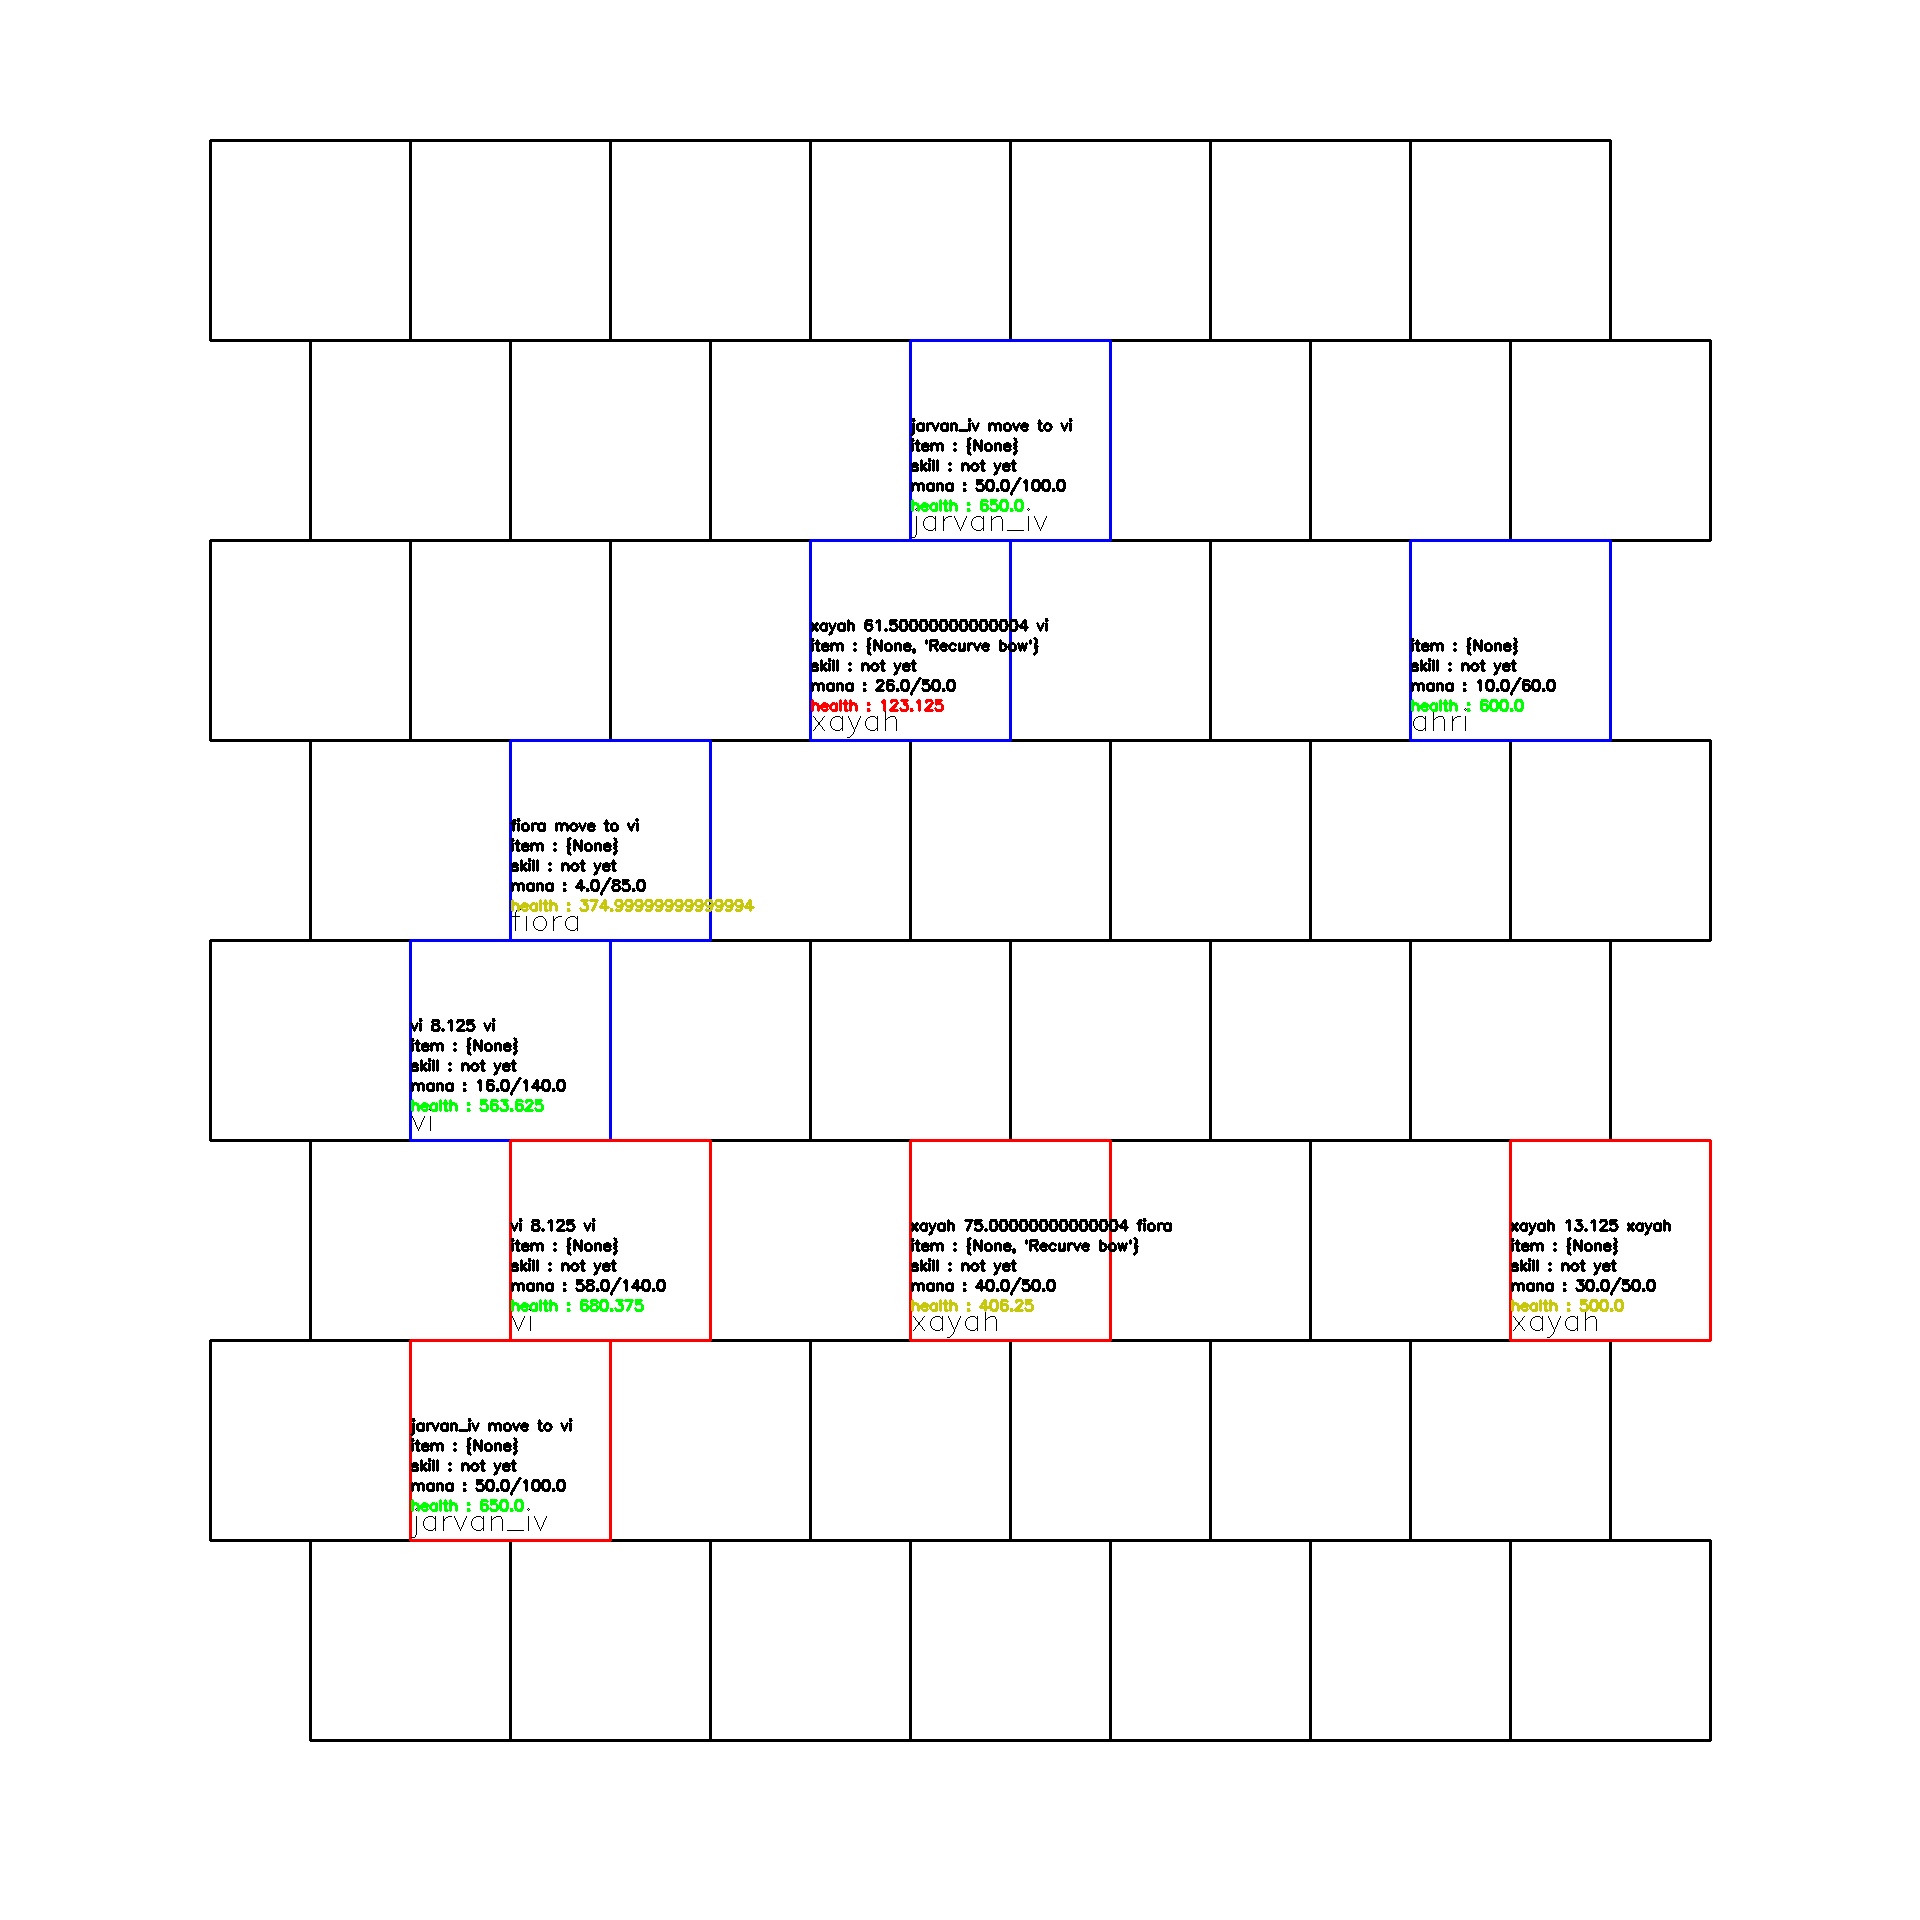 jarvan_iv move to vi
item : {None}
skill : not yet
mana : 50.0/100.0
health : 650.0
jarvan_iv
xayah 61.50000000000004 vi
item : {None, 'Recurve bow'}
skill : not yet
mana : 26.0/50.0
health : 123.125
xayah
item : {None}
skill : not yet
mana : 10.0/60.0
health : 600.0
ahri
fiora move to vi
item : {None}
skill : not yet
mana : 4.0/85.0
health : 374.99999999999994
fiora
vi 8.125 vi
item : {None}
skill : not yet
mana : 16.0/140.0
health : 563.625
vi
vi 8.125 vi
item : {None}
skill : not yet
mana : 58.0/140.0
health : 680.375
vi
xayah 75.00000000000004 fiora
item : {None, 'Recurve bow'}
skill : not yet
mana : 40.0/50.0
health : 406.25
xayah
xayah 13.125 xayah
item : {None}
skill : not yet
mana : 30.0/50.0
health : 500.0
xayah
jarvan_iv move to vi
item : {None}
skill : not yet
mana : 50.0/100.0
health : 650.0
jarvan_iv